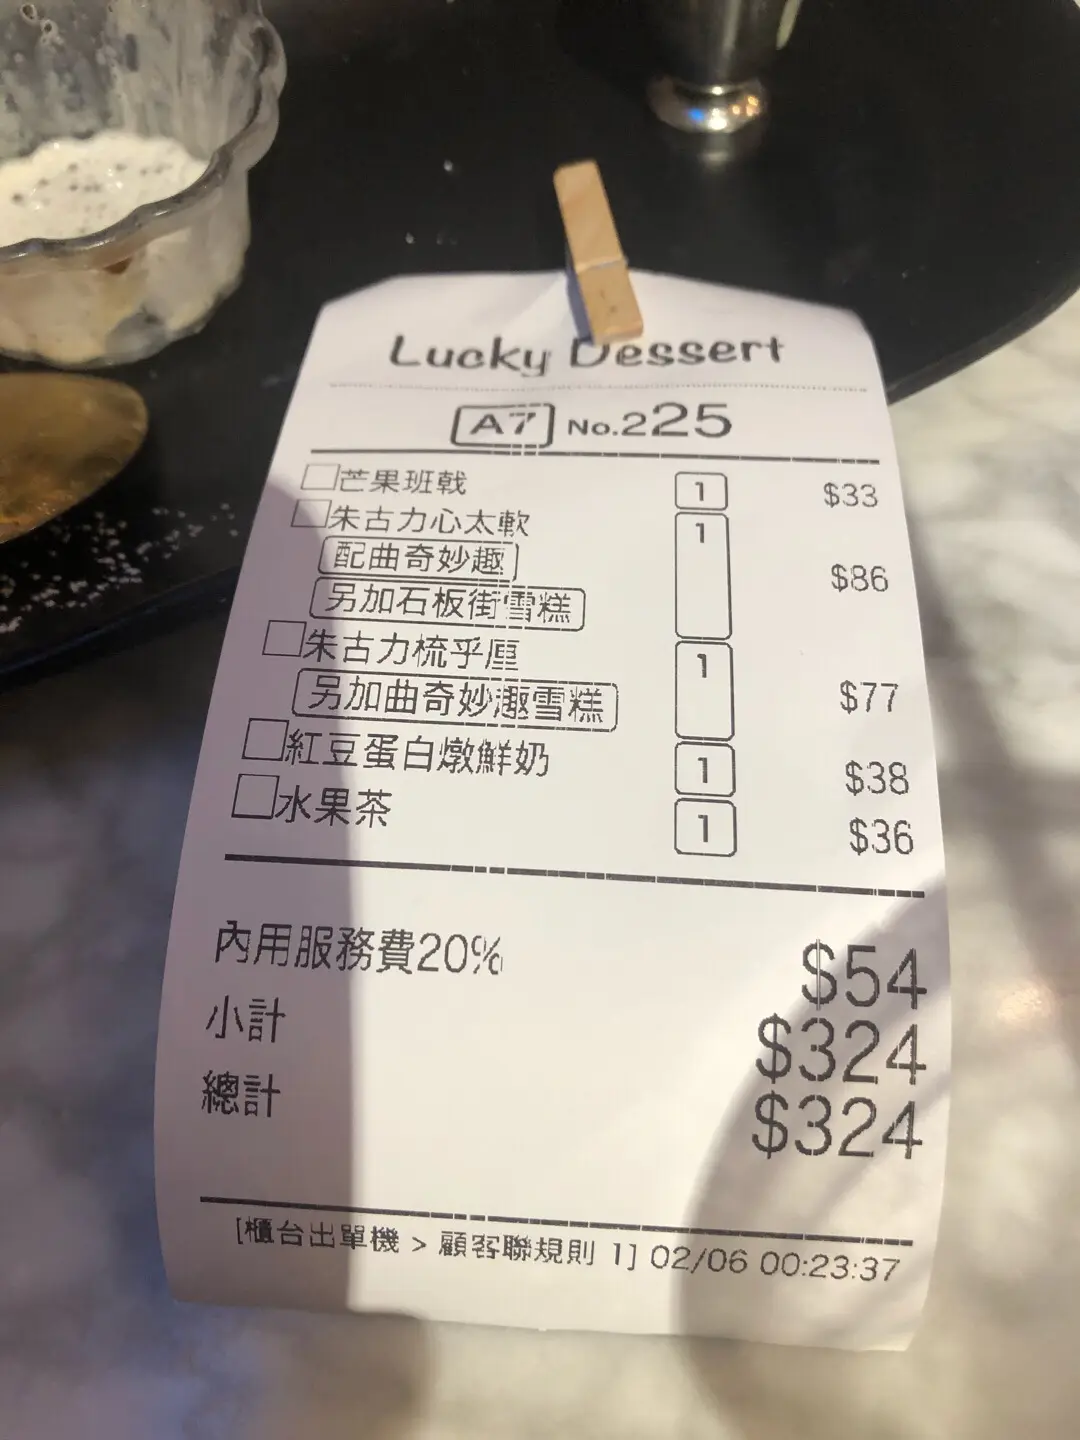 Lucky Dessert
A7 No.225
芒果班戟 1 $33
朱古力心太軟 1
配曲奇妙趣
$86
另加石板街雪糕
朱古力梳乎厘 1
另加曲奇妙趣雪糕 $77
紅豆蛋白燉鮮奶 1 $38
水果茶 1 $36
內用服務費20% $54
小計 $324
總計 $324
[櫃台出單機 > 顧客聯規則 1] 02/06 00:23:37